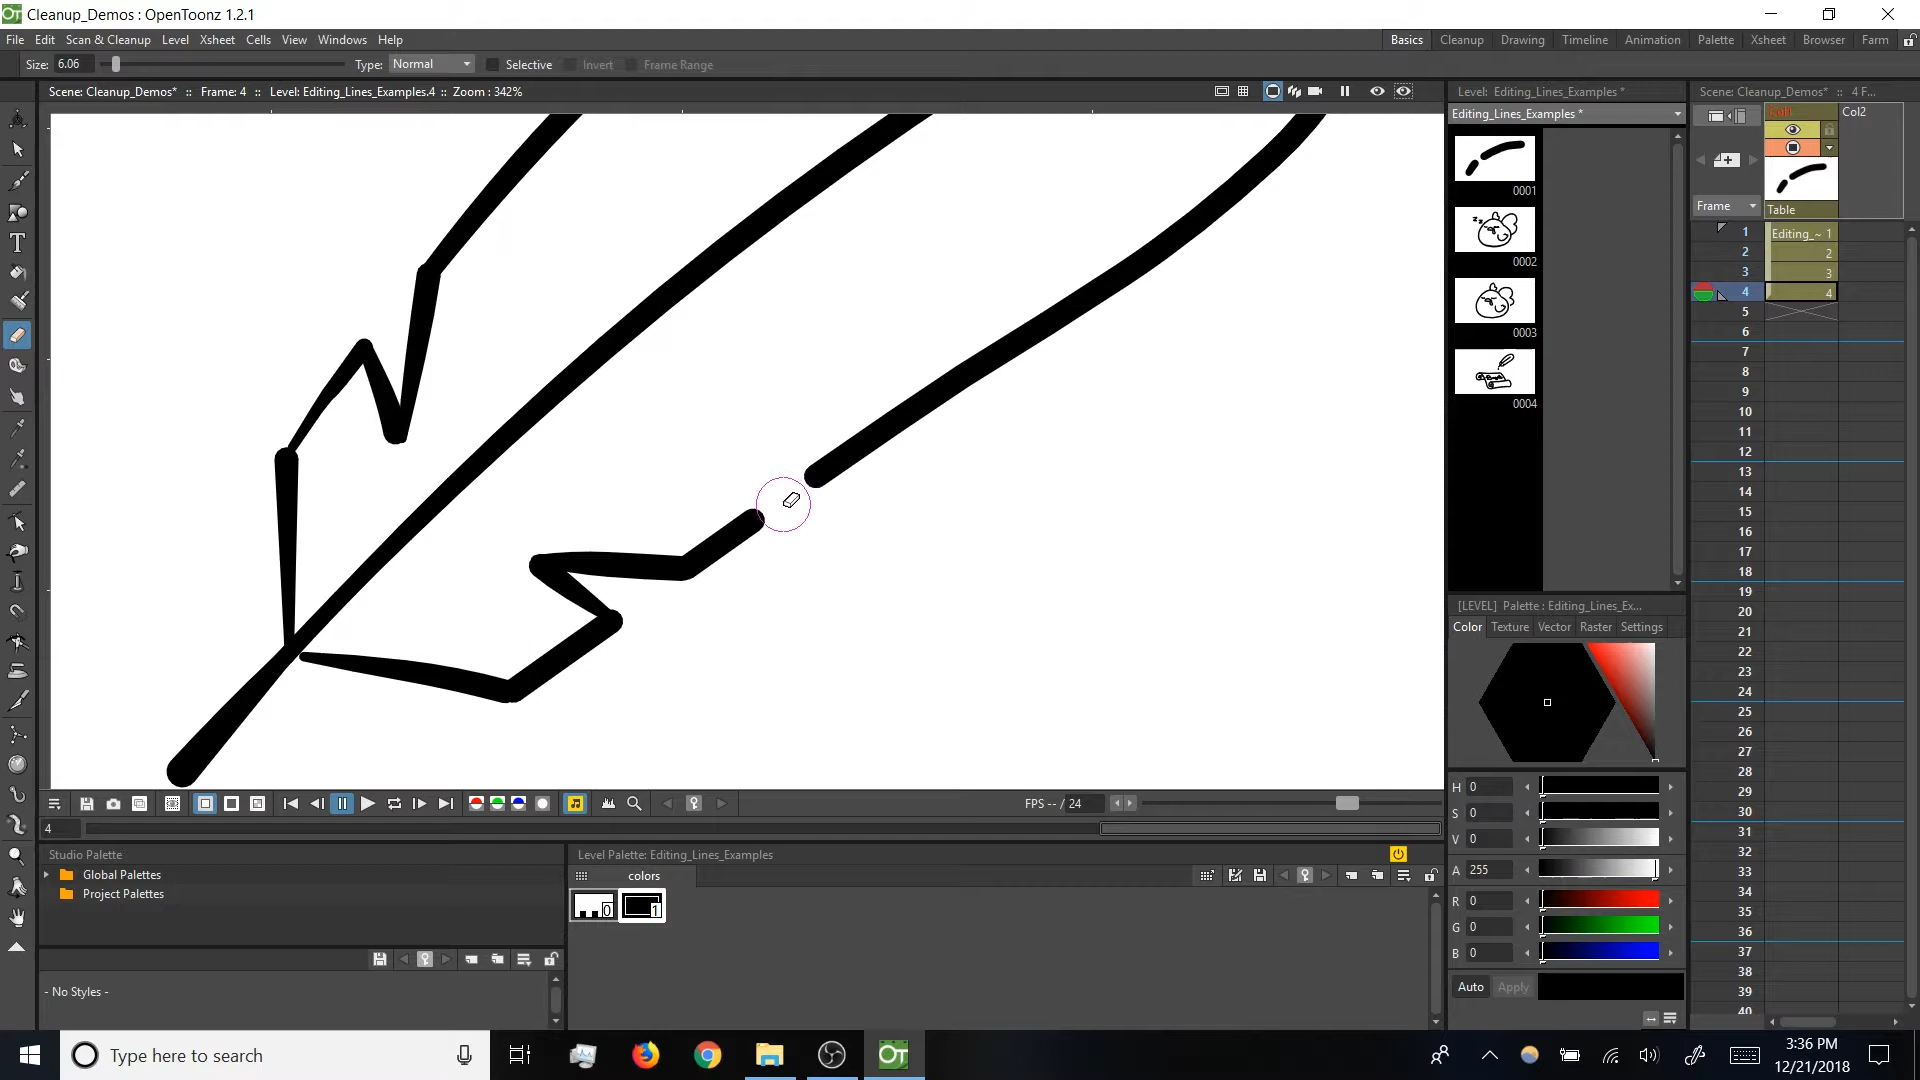 Cleanup_Demos : OpenToonz 1.2.1
File Edit Scan & Cleanup Level Xsheet Cells View Windows Help
Basics Cleanup Drawing Timeline Animation Palette Xsheet Browser Farm
Size: 6.06 Type: Normal Selective Invert Frame Range
Scene: Cleanup_Demos* :: Frame: 4 :: Level: Editing_Lines_Examples.4 :: Zoom : 342%
Level: Editing_Lines_Examples *
Editing_Lines_Examples *
0001
0002
0003
0004
Scene: Cleanup_Demos* :: 4 F...
Col1 Col2
Frame
Table
1 Editing_~ 1
2 2
3 3
4 4
5
6
7
8
9
10
11
12
13
14
15
16
17
18
19
20
21
22
23
24
25
26
27
28
29
30
31
32
33
34
35
36
37
38
39
40
[LEVEL] Palette : Editing_Lines_Ex...
Color Texture Vector Raster Settings
H 0
S 0
V 0
A 255
R 0
G 0
B 0
Auto Apply
FPS -- / 24
4
Studio Palette
Global Palettes
Project Palettes
- No Styles -
Level Palette: Editing_Lines_Examples
colors
0 1
Type here to search
OT
3:36 PM
12/21/2018